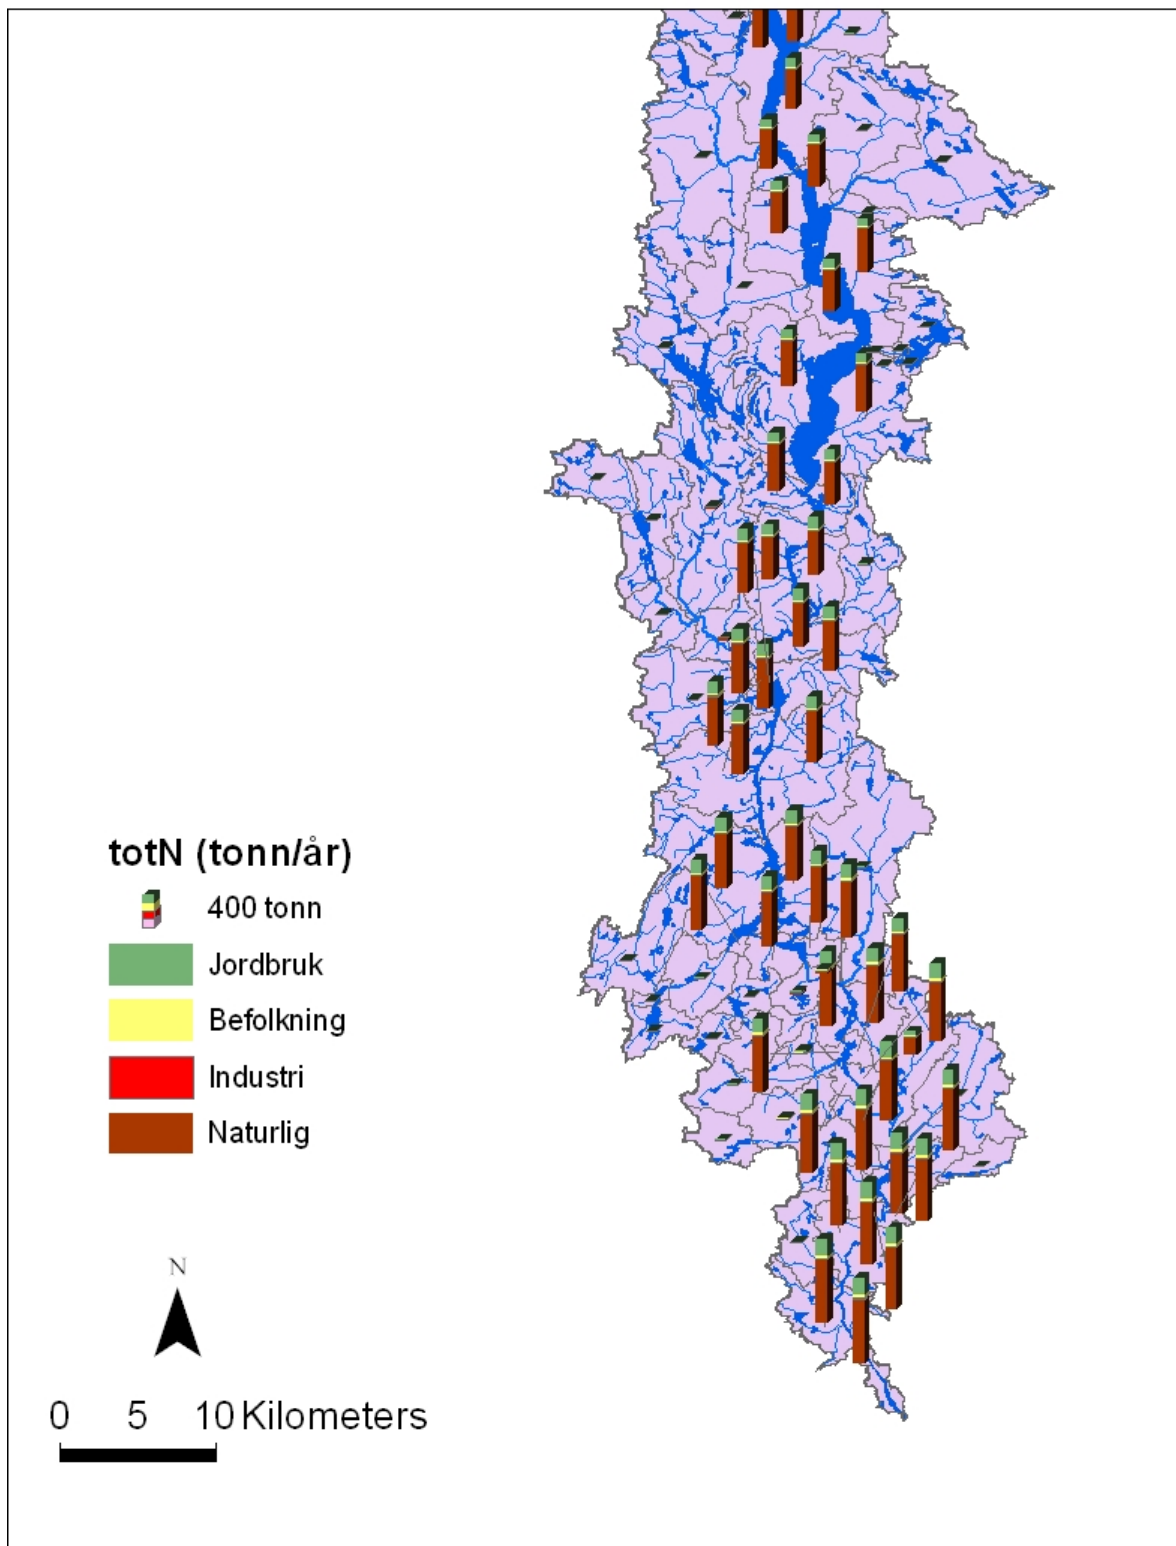 totN (tonn/år)
400 tonn
Jordbruk
Befolkning
Industri
Naturlig
N
0 5 10 Kilometers